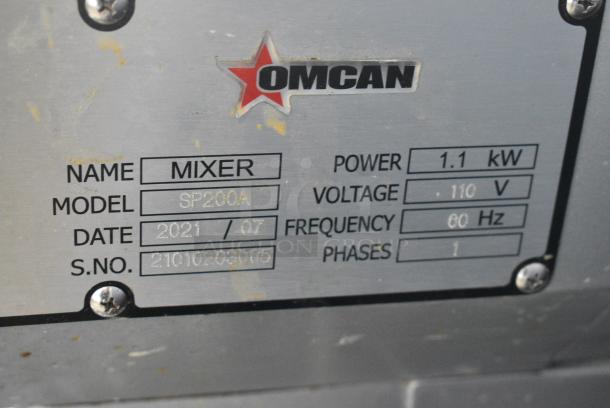 OMCAN
NAME MIXER
MODEL SP200A
DATE 2021 / 07
S.NO.
POWER 1.1 kW
VOLTAGE 110 V
FREQUENCY 60 Hz
PHASES 1